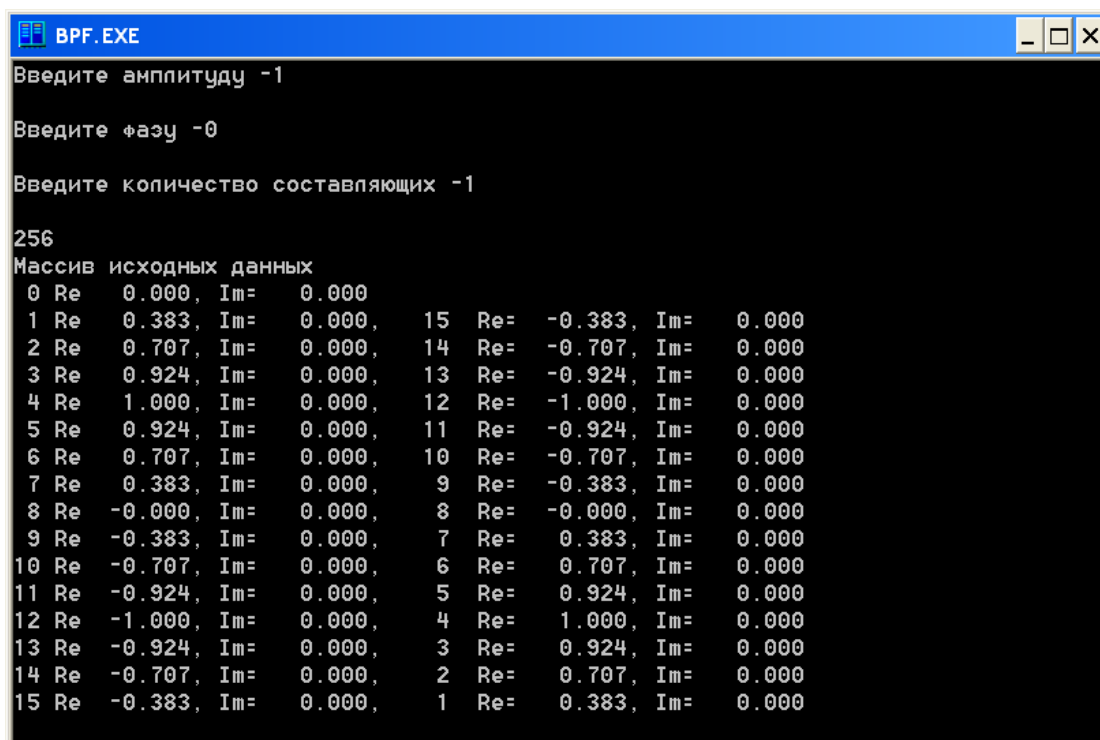 BPF.EXE
Введите амплитуду -1
Введите фазу -0
Введите количество составляющих -1
256
Массив исходных данных
0 Re 0.000, Im= 0.000
1 Re 0.383, Im= 0.000, 15 Re= -0.383, Im= 0.000
2 Re 0.707, Im= 0.000, 14 Re= -0.707, Im= 0.000
3 Re 0.924, Im= 0.000, 13 Re= -0.924, Im= 0.000
4 Re 1.000, Im= 0.000, 12 Re= -1.000, Im= 0.000
5 Re 0.924, Im= 0.000, 11 Re= -0.924, Im= 0.000
6 Re 0.707, Im= 0.000, 10 Re= -0.707, Im= 0.000
7 Re 0.383, Im= 0.000, 9 Re= -0.383, Im= 0.000
8 Re -0.000, Im= 0.000, 8 Re= -0.000, Im= 0.000
9 Re -0.383, Im= 0.000, 7 Re= 0.383, Im= 0.000
10 Re -0.707, Im= 0.000, 6 Re= 0.707, Im= 0.000
11 Re -0.924, Im= 0.000, 5 Re= 0.924, Im= 0.000
12 Re -1.000, Im= 0.000, 4 Re= 1.000, Im= 0.000
13 Re -0.924, Im= 0.000, 3 Re= 0.924, Im= 0.000
14 Re -0.707, Im= 0.000, 2 Re= 0.707, Im= 0.000
15 Re -0.383, Im= 0.000, 1 Re= 0.383, Im= 0.000